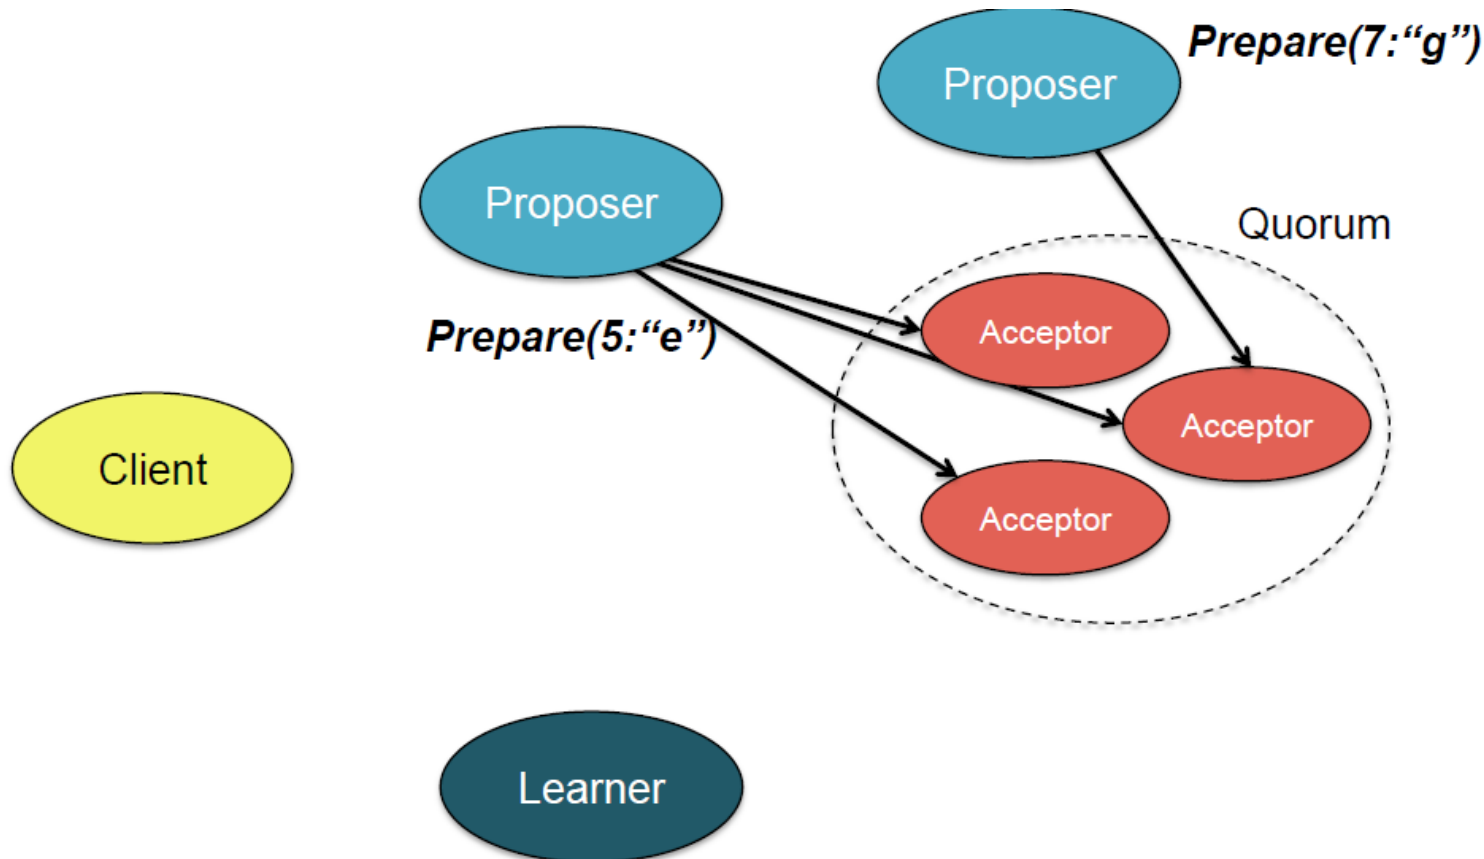 Prepare(7:“g”)
Proposer
Proposer
Quorum
Acceptor
Prepare(5:“e”)
Acceptor
Client
Acceptor
Learner